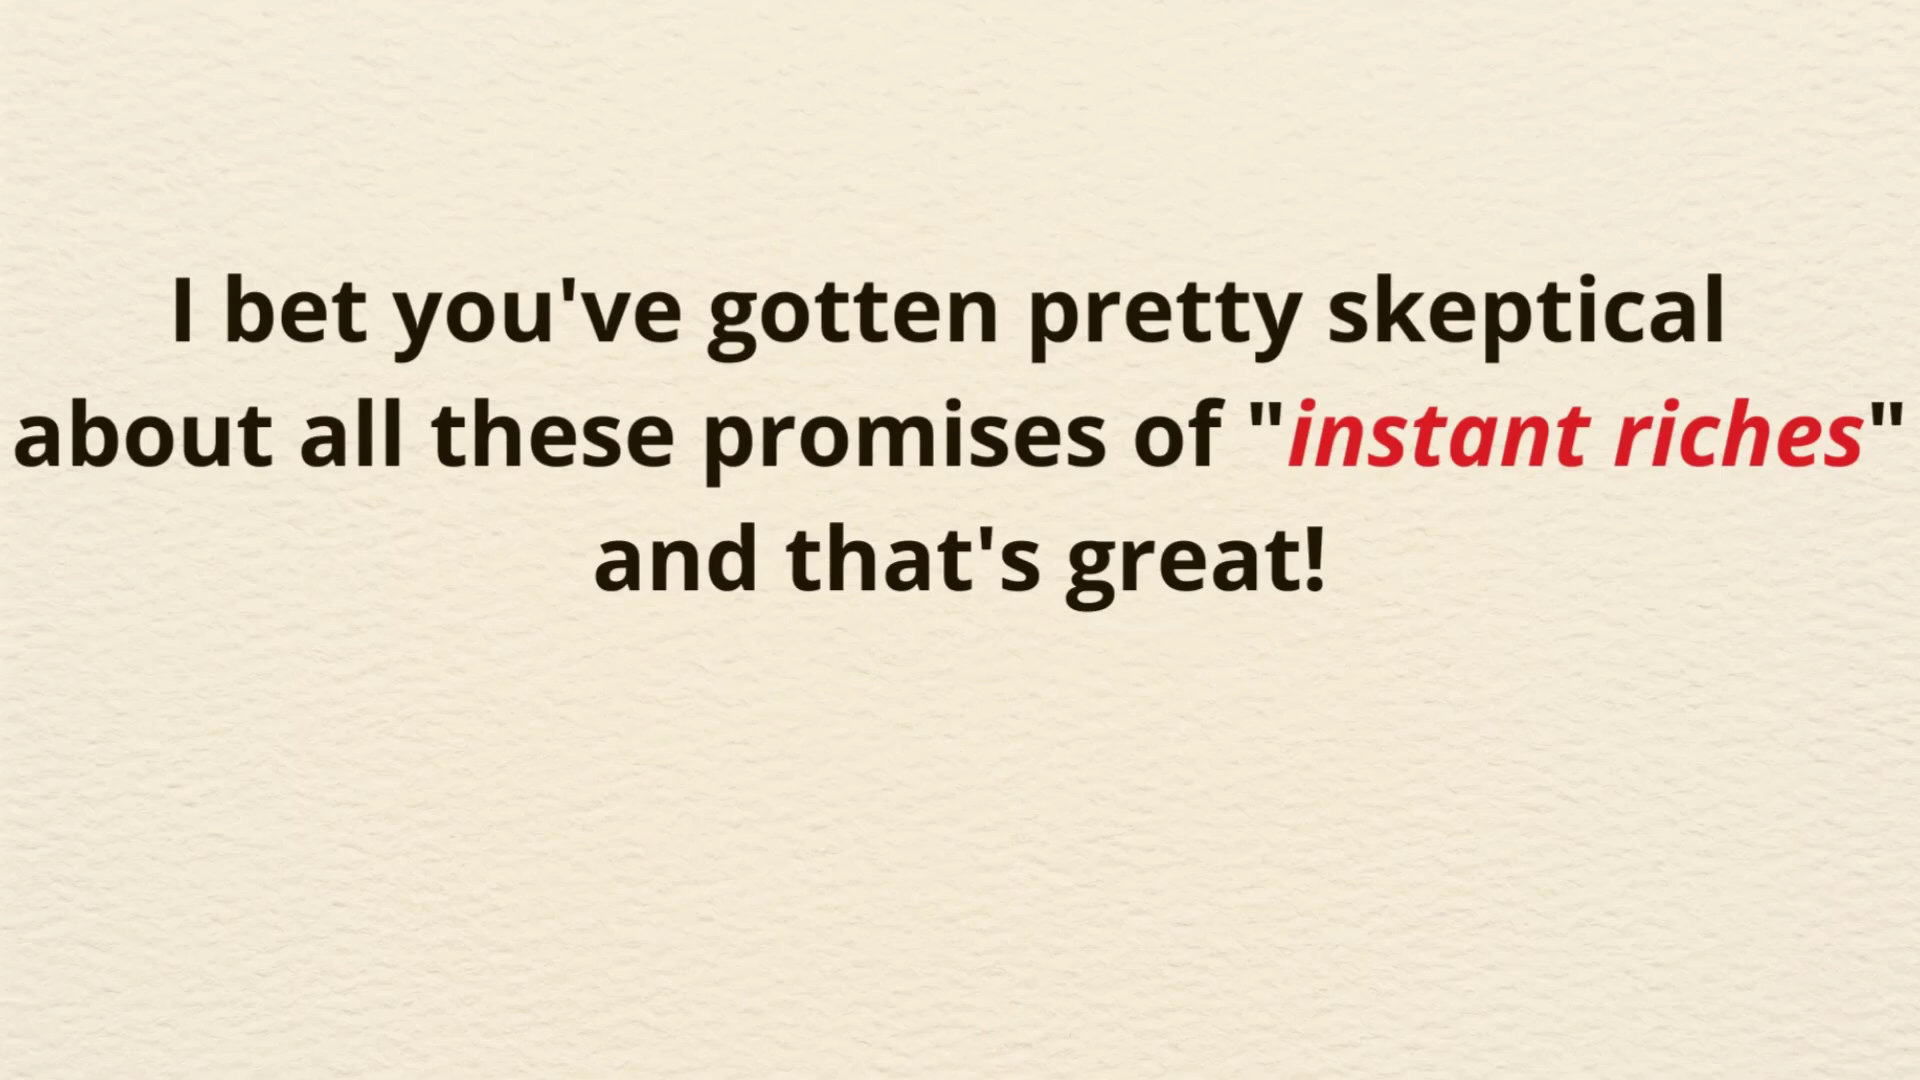 I bet you've gotten pretty skeptical
about all these promises of "instant riches"
and that's great!